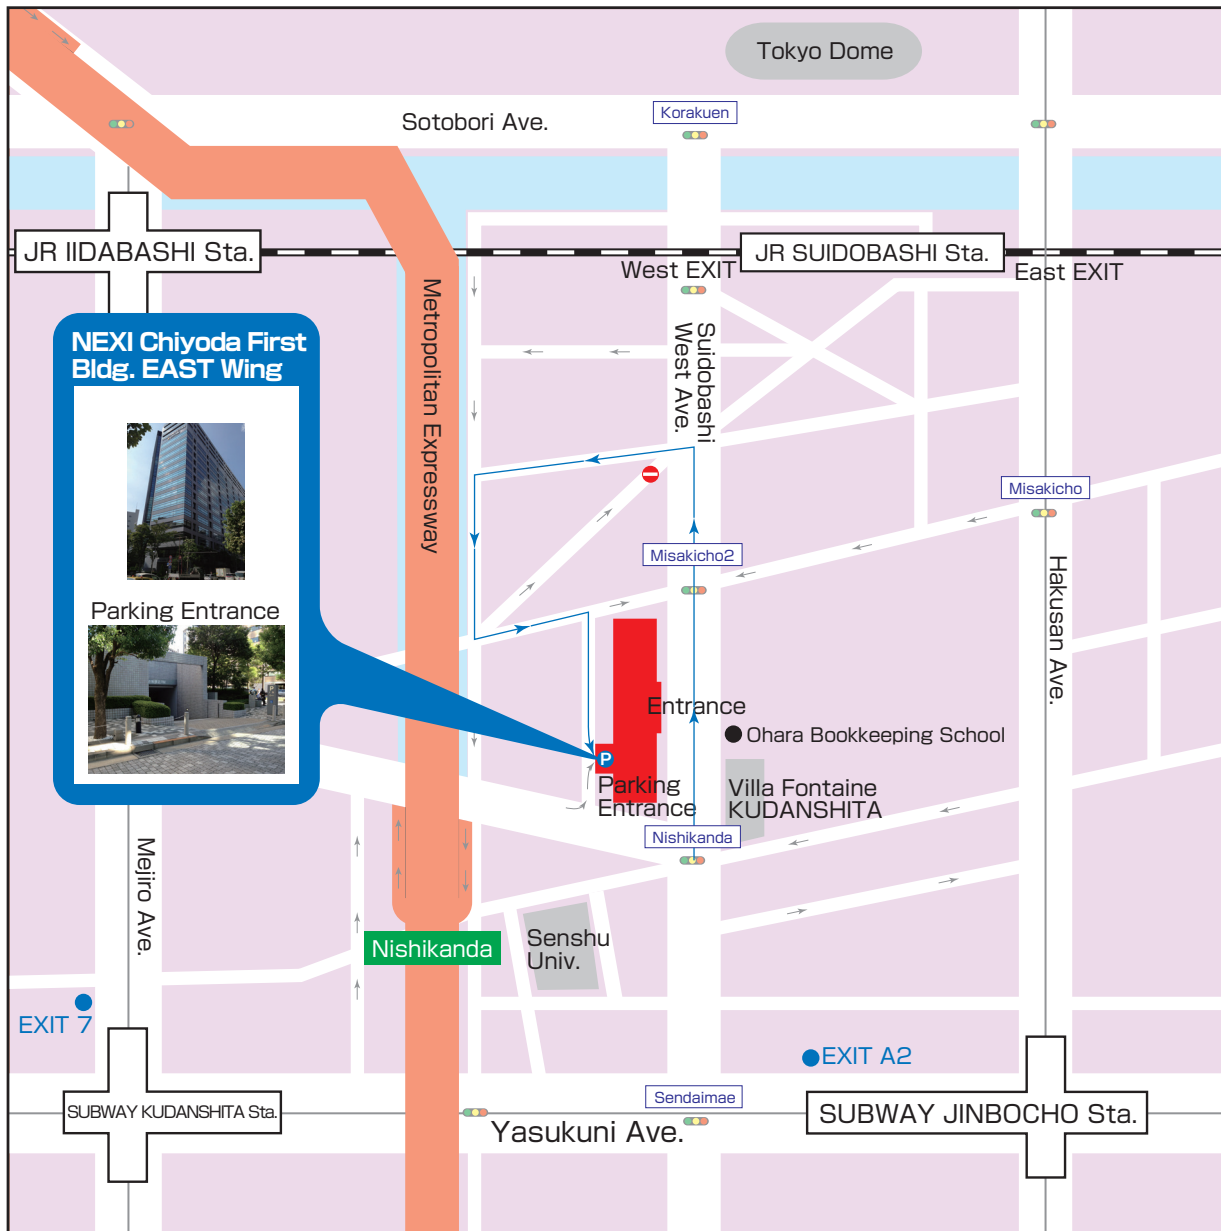 Tokyo Dome
Korakuen
Sotobori Ave.
JR IIDABASHI Sta.
JR SUIDOBASHI Sta.
West EXIT
East EXIT
NEXI Chiyoda First
Bldg. EAST Wing
Parking Entrance
Metropolitan Expressway
Suidobashi
West Ave.
Misakicho
Misakicho2
Hakusan Ave.
Entrance
Ohara Bookkeeping School
P
Parking
Entrance
Villa Fontaine
KUDANSHITA
Nishikanda
Mejiro Ave.
Nishikanda
Senshu
Univ.
EXIT 7
EXIT A2
SUBWAY KUDANSHITA Sta.
Sendaimae
SUBWAY JINBOCHO Sta.
Yasukuni Ave.